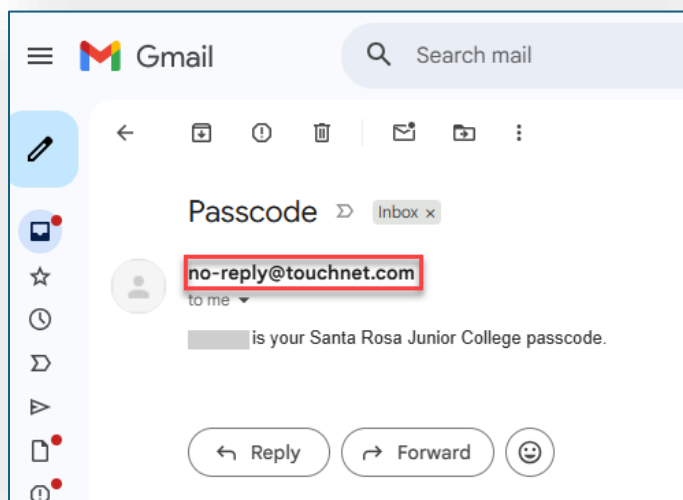 Gmail
Search mail
Passcode
Inbox x
no-reply@touchnet.com
to me
is your Santa Rosa Junior College passcode.
Reply
Forward